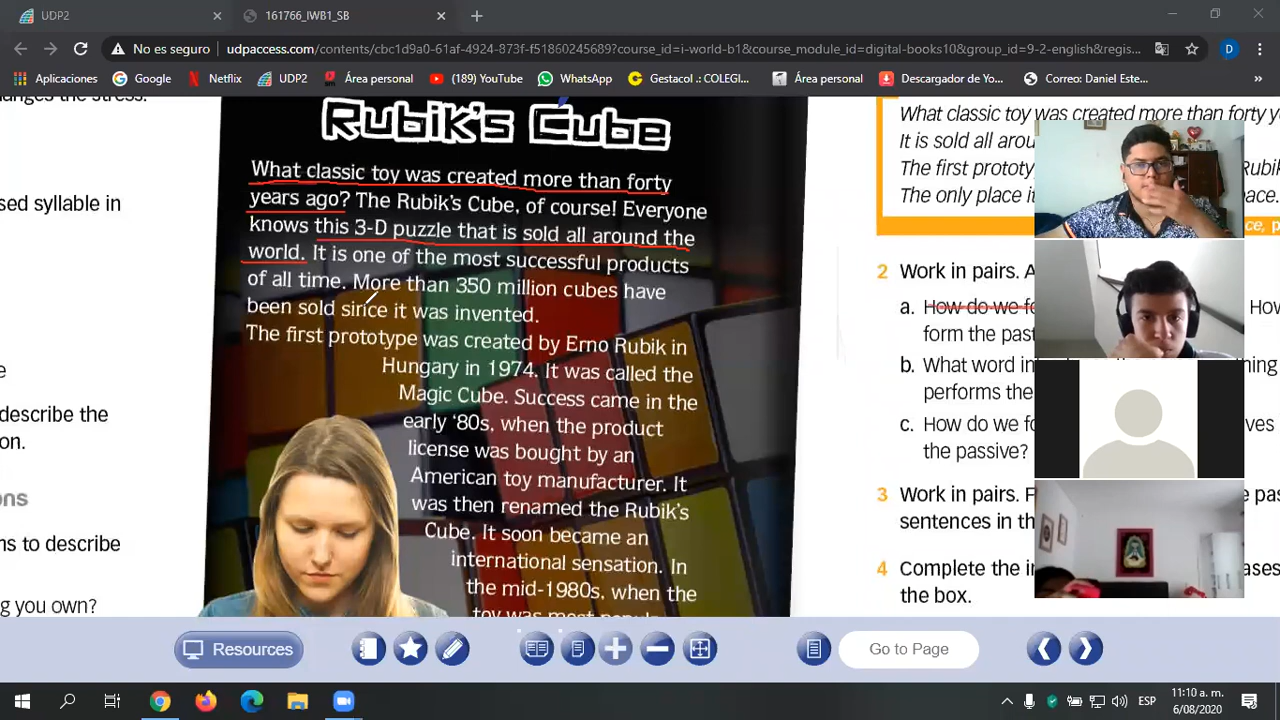 UDP2
161766_IWB1_SB
No es seguro
udpaccess.com/contents/cbc1d9a0-61af-4924-873f-f51860245689?course_id=i-world-b1&course_module_id=digital-books10&group_id=9-2-english&regis...
D
Aplicaciones
Google
Netflix
UDP2
Área personal
(189) YouTube
WhatsApp
Gestacol .: COLEGI...
Área personal
Descargador de Yo...
Correo: Daniel Este...
»
sed syllable in
describe the
on.
ns
ns to describe
g you own?
Rubik's Cube
What classic toy was created more than forty
years ago? The Rubik's Cube, of course! Everyone
knows this 3-D puzzle that is sold all around the
world. It is one of the most successful products
of all time. More than 350 million cubes have
been sold since it was invented.
The first prototype was created by Erno Rubik in
Hungary in 1974. It was called the
Magic Cube. Success came in the
early '80s, when the product
license was bought by an
American toy manufacturer. It
was then renamed the Rubik's
Cube. It soon became an
international sensation. In
the mid-1980s, when the
toy was most popul
What classic toy was created more than forty y
It is sold all arou
The first prototy
The only place i
2 Work in pairs. A
a. How do we fo
form the past
b. What word in
performs the
c. How do we fo
the passive?
3 Work in pairs. F
sentences in th
4 Complete the i
the box.
Resources
Go to Page
ESP
11:10 a. m.
6/08/2020